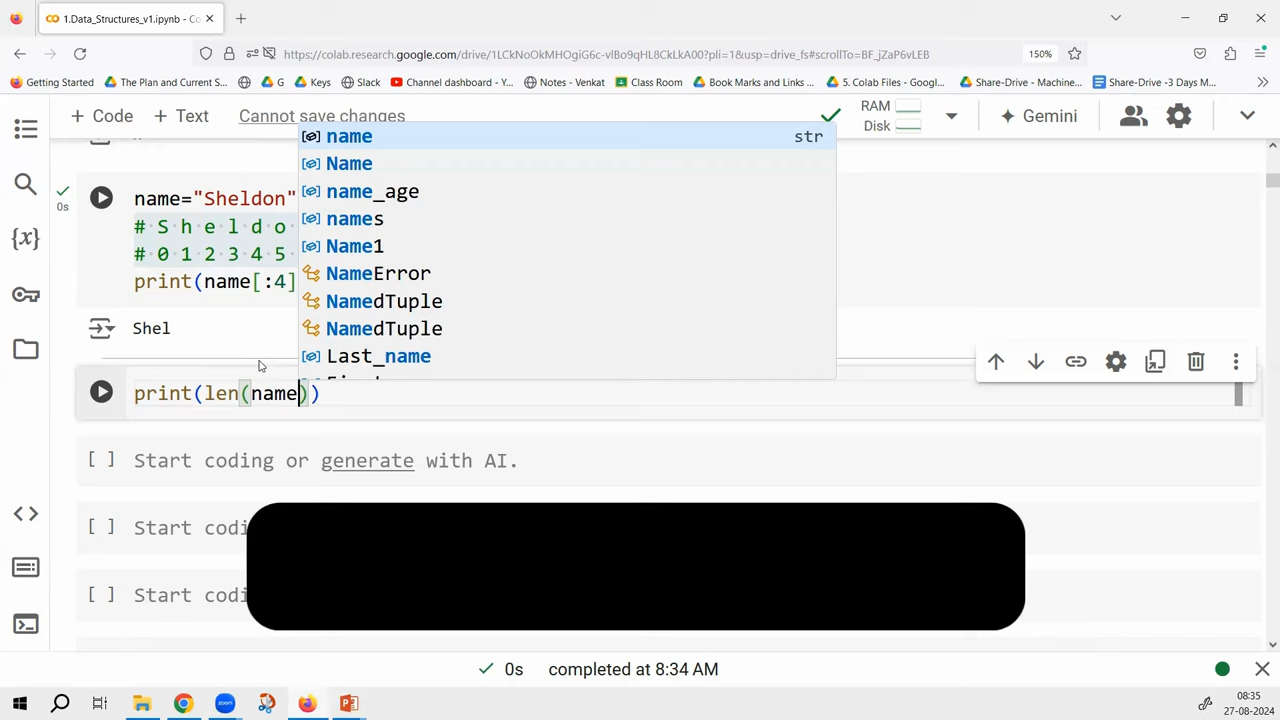 1.Data_Structures_v1.ipynb - Co
https://colab.research.google.com/drive/1LCkNoOkMHOgiG6c-vlBo9qHL8CkLkA00?pli=1&usp=drive_fs#scrollTo=BF_jZaP6vLEB
150%
Getting Started
The Plan and Current S...
G
Keys
Slack
Channel dashboard - Y...
Notes - Venkat
Class Room
Book Marks and Links ...
5. Colab Files - Googl...
Share-Drive - Machine...
Share-Drive -3 Days M...
+ Code + Text Cannot save changes
RAM
Disk
Gemini
name str
Name
name_age
names
Name1
NameError
NamedTuple
NamedTuple
Last_name
0s
name="Sheldon"
# S h e l d o
# 0 1 2 3 4 5
print(name[:4]
Shel
print(len(name))
[ ] Start coding or generate with AI.
[ ] Start codi
[ ] Start codi
0s completed at 8:34 AM
08:35
27-08-2024